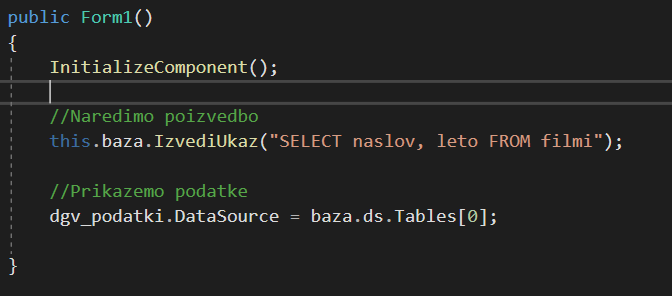 public Form1()
{
InitializeComponent();
//Naredimo poizvedbo
this.baza.IzvediUkaz("SELECT naslov, leto FROM filmi");
//Prikazemo podatke
dgv_podatki.DataSource = baza.ds.Tables[0];
}